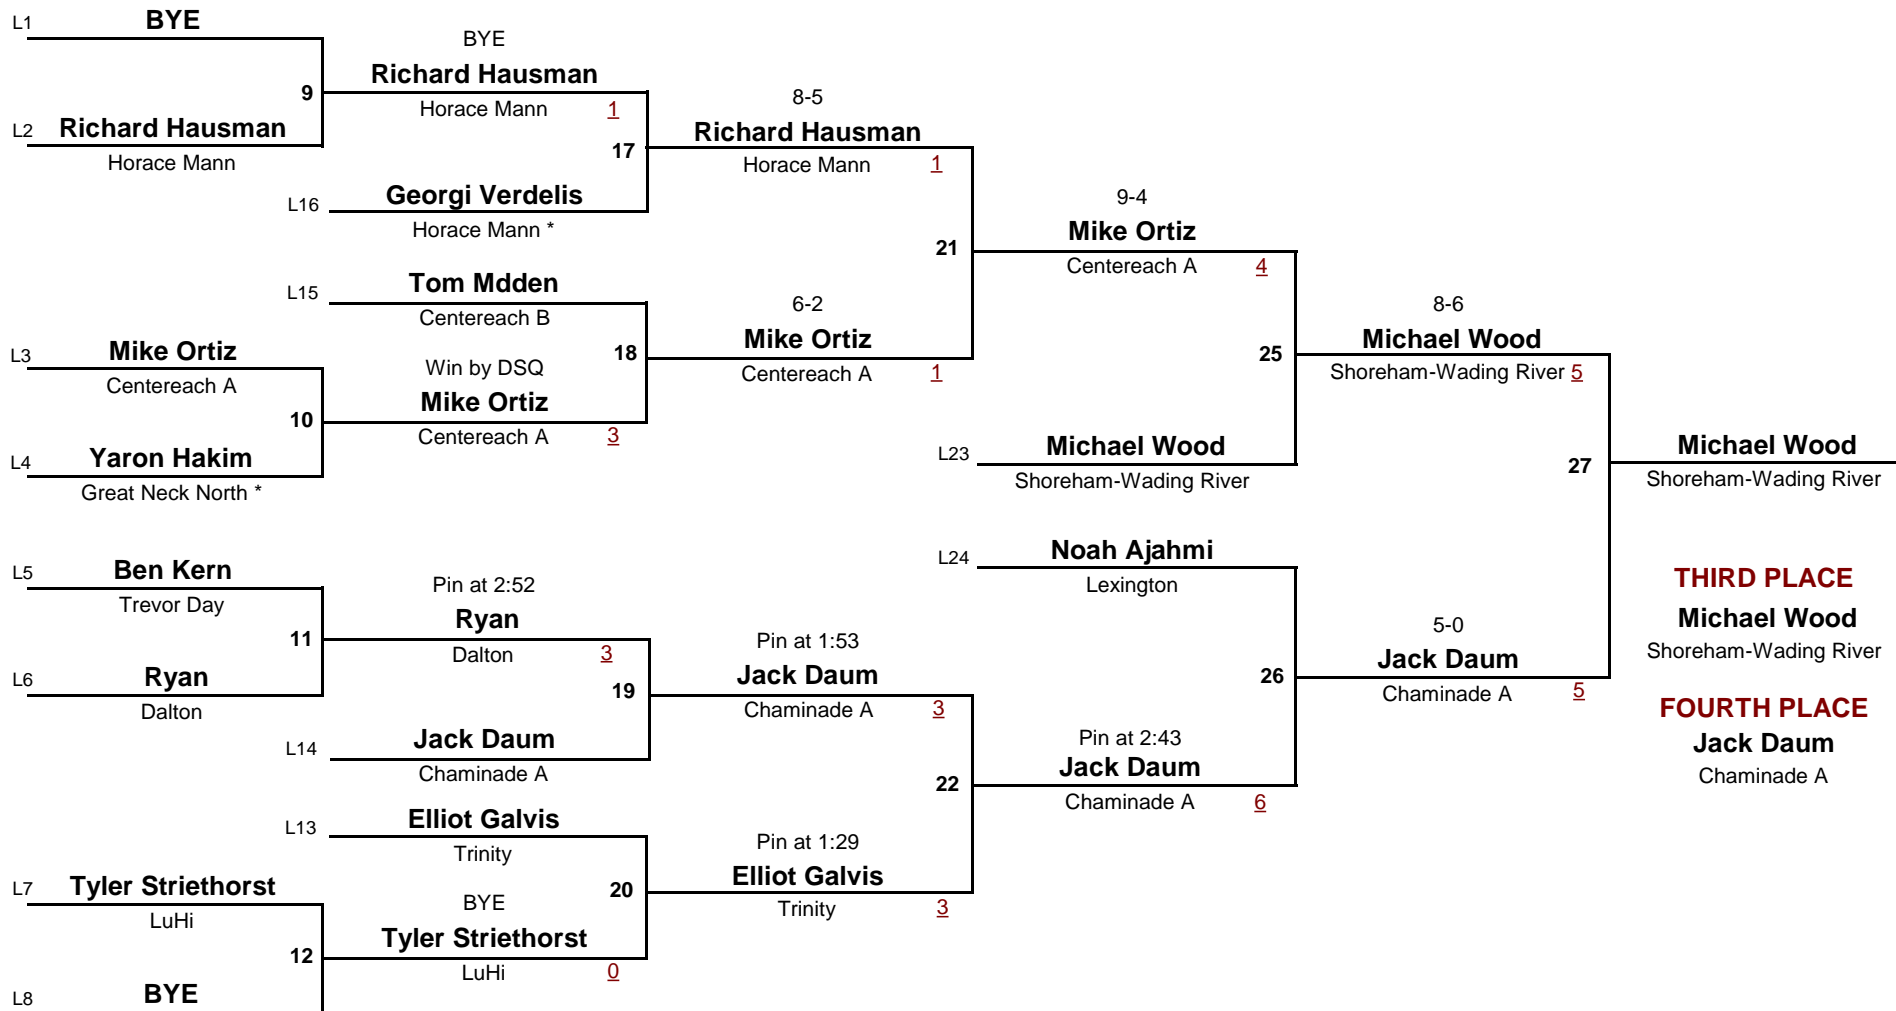 L1 BYE
BYE
Richard Hausman
9
Horace Mann 1
L2 Richard Hausman
Horace Mann
8-5
Richard Hausman
17
Horace Mann 1
L16 Georgi Verdelis
Horace Mann *
9-4
Mike Ortiz
21
Centereach A 4
L15 Tom Mdden
Centereach B
6-2
Mike Ortiz
18
Centereach A 1
L3 Mike Ortiz
Centereach A
Win by DSQ
Mike Ortiz
10
Centereach A 3
L4 Yaron Hakim
Great Neck North *
8-6
Michael Wood
25
Shoreham-Wading River 5
L23 Michael Wood
Shoreham-Wading River
27
Michael Wood
Shoreham-Wading River
L5 Ben Kern
Trevor Day
Pin at 2:52
Ryan
11
Dalton 3
L6 Ryan
Dalton
L24 Noah Ajahmi
Lexington
Pin at 1:53
Jack Daum
19
Chaminade A 3
L14 Jack Daum
Chaminade A
5-0
Jack Daum
26
Chaminade A 5
THIRD PLACE
Michael Wood
Shoreham-Wading River
FOURTH PLACE
Jack Daum
Chaminade A
Pin at 2:43
Jack Daum
22
Chaminade A 6
L13 Elliot Galvis
Trinity
Pin at 1:29
Elliot Galvis
20
Trinity 3
L7 Tyler Striethorst
LuHi
BYE
Tyler Striethorst
12
LuHi 0
L8 BYE